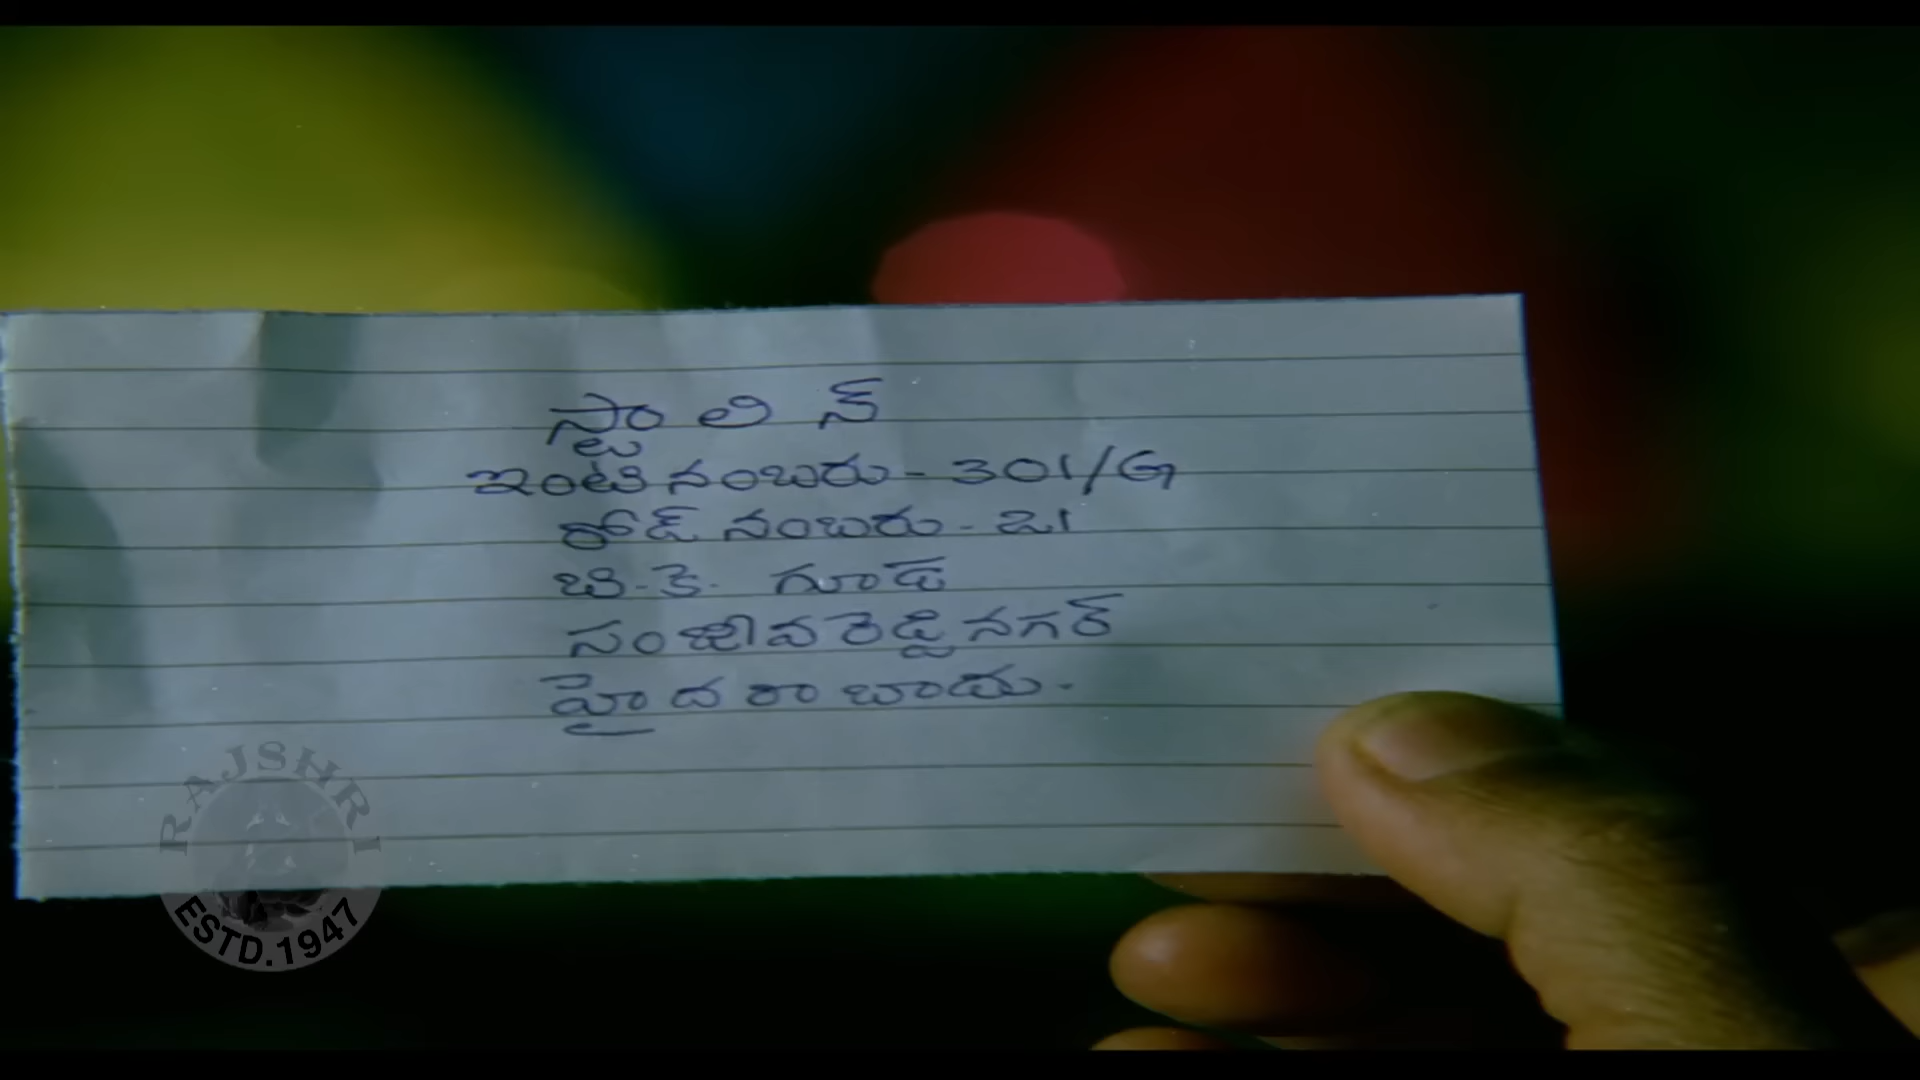 స్టాలిన్
ఇంటి నంబరు - 301/G
రోడ్ నంబరు - 21
బి.కె. గూడ
సంజీవరెడ్డి నగర్
హైదరాబాదు.
RAJSHRI
ESTD.1947